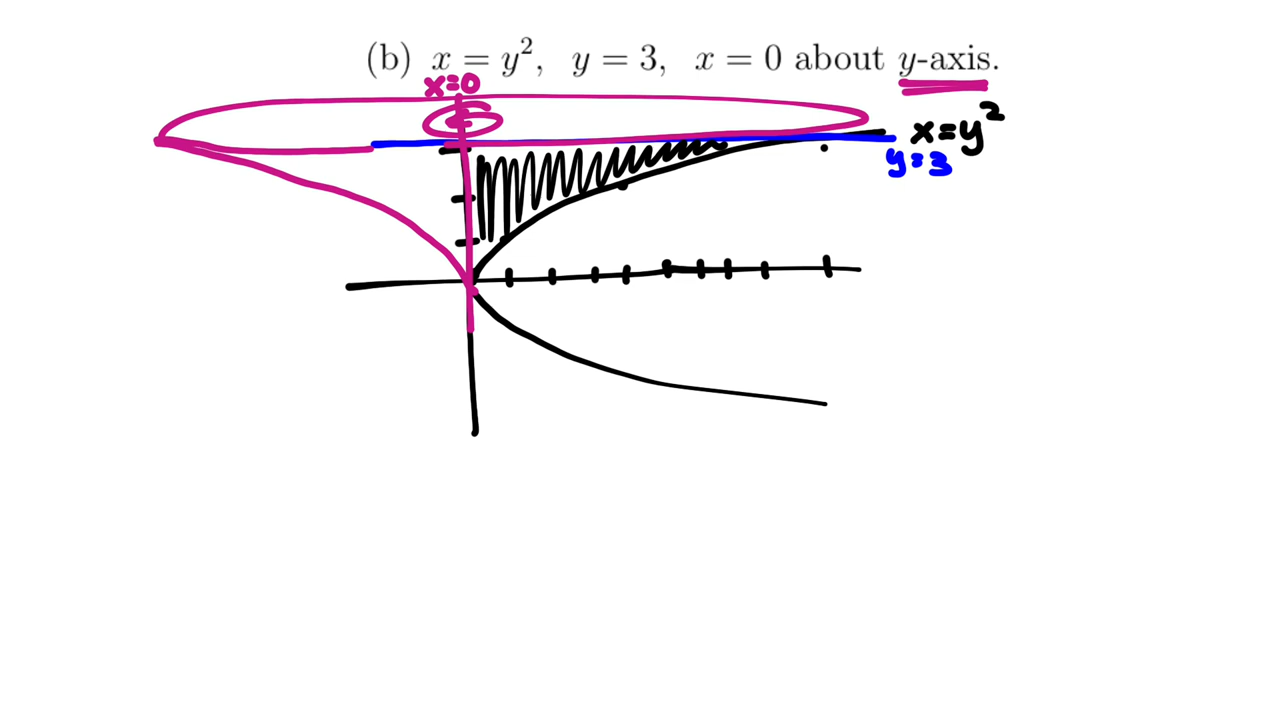 (b) x = y², y = 3, x = 0 about y-axis.
x=0
x=y²
y=3